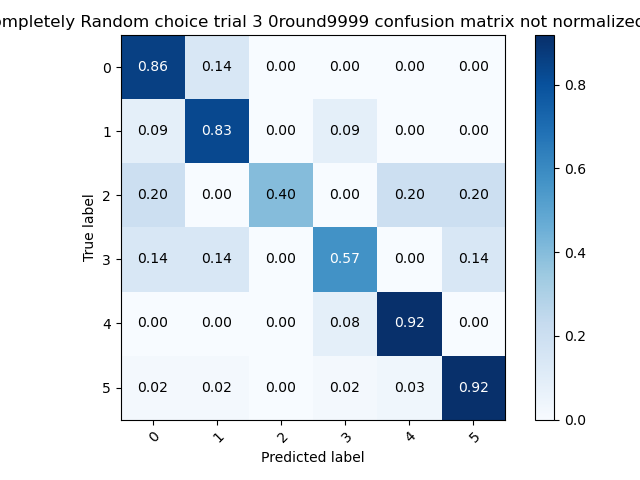 mpletely Random choice trial 3 0round9999 confusion matrix not normalized
0 0.86 0.14 0.00 0.00 0.00 0.00
1 0.09 0.83 0.00 0.09 0.00 0.00
2 0.20 0.00 0.40 0.00 0.20 0.20
3 0.14 0.14 0.00 0.57 0.00 0.14
4 0.00 0.00 0.00 0.08 0.92 0.00
5 0.02 0.02 0.00 0.02 0.03 0.92
0 1 2 3 4 5
True label
Predicted label
0.8
0.6
0.4
0.2
0.0